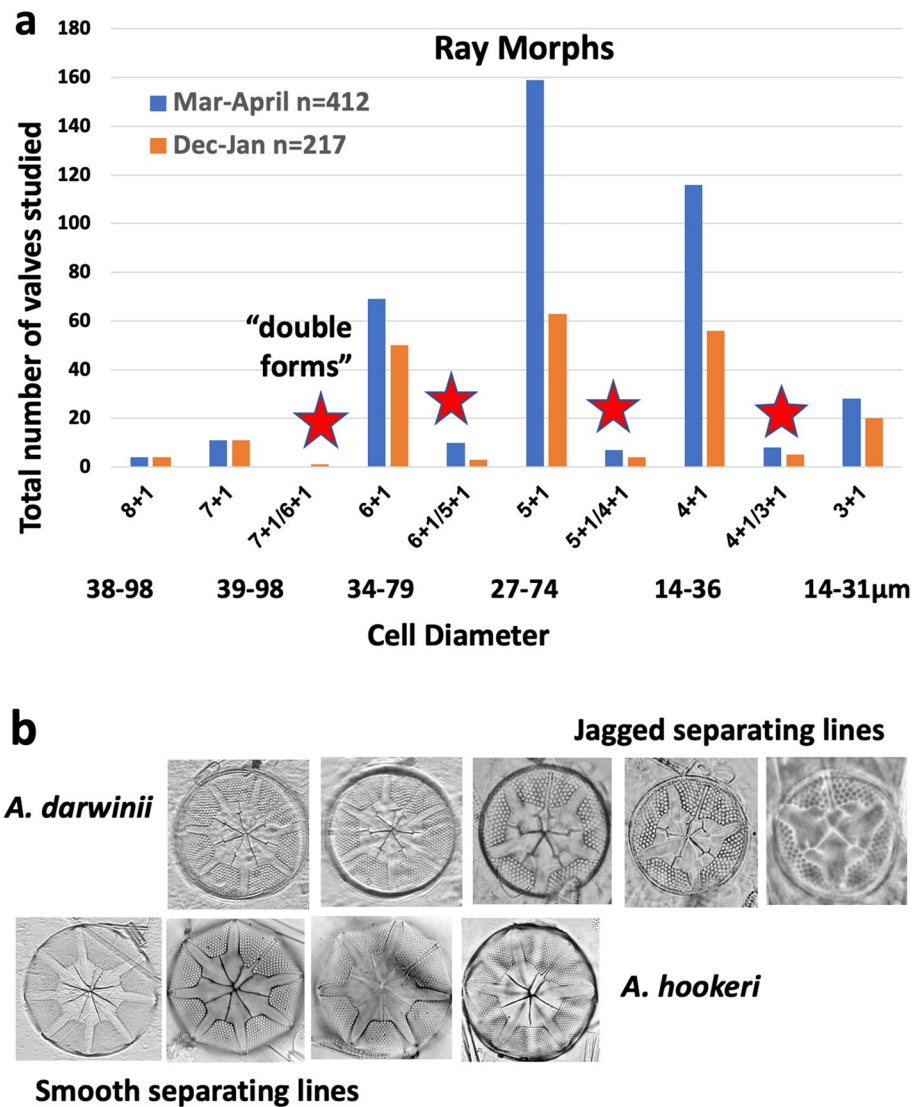 a
180
160
140
120
100
80
60
40
20
0
Total number of valves studied
Ray Morphs
Mar-April n=412
Dec-Jan n=217
“double
forms”
8+1
7+1
7+1/6+1
6+1
6+1/5+1
5+1
5+1/4+1
4+1
4+1/3+1
3+1
38-98
39-98
34-79
27-74
14-36
14-31µm
Cell Diameter
b
Jagged separating lines
A. darwinii
A. hookeri
Smooth separating lines